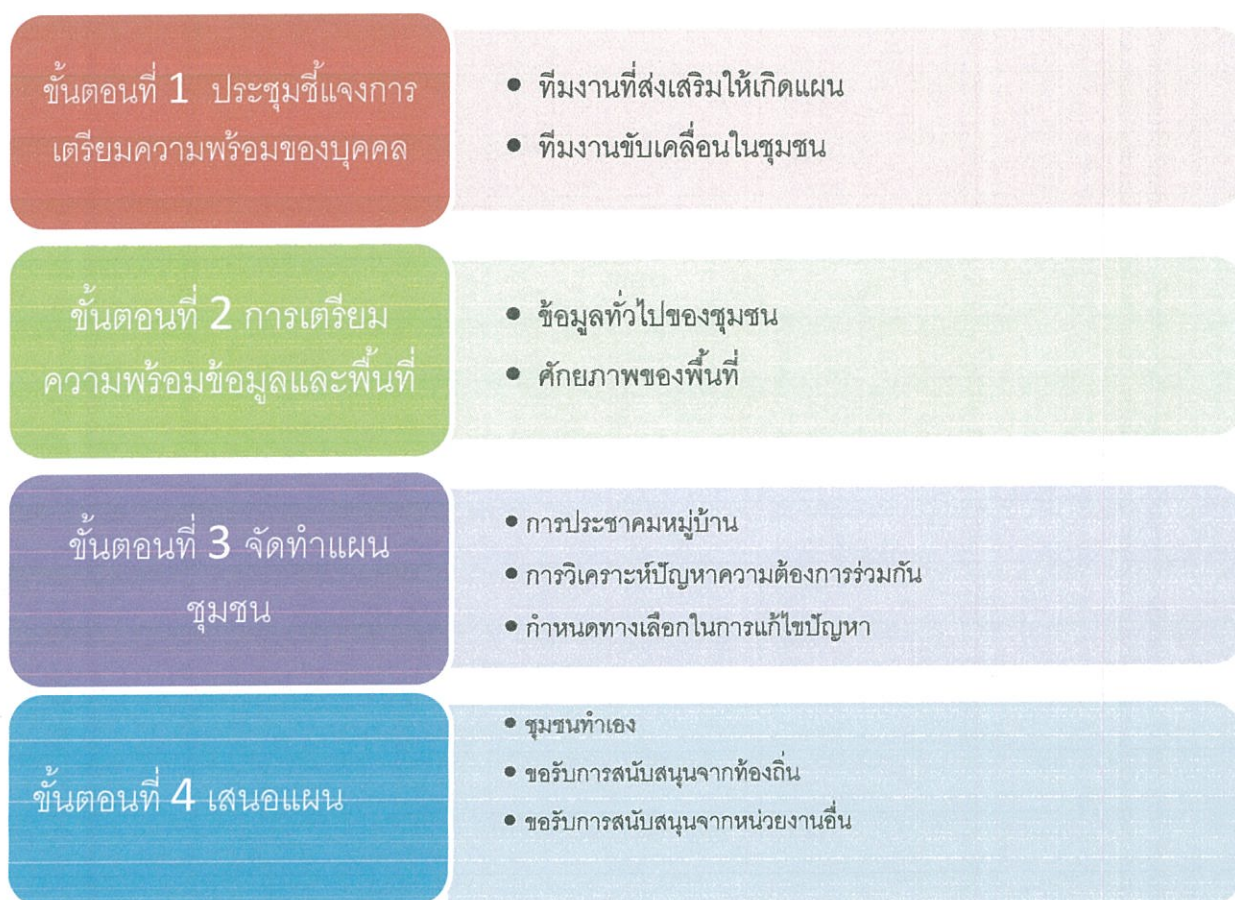 ขั้นตอนที่ 1 ประชุมชี้แจงการ
เตรียมความพร้อมของบุคคล
• ทีมงานที่ส่งเสริมให้เกิดแผน
• ทีมงานขับเคลื่อนในชุมชน
ขั้นตอนที่ 2 การเตรียม
ความพร้อมข้อมูลและพื้นที่
• ข้อมูลทั่วไปของชุมชน
• ศักยภาพของพื้นที่
ขั้นตอนที่ 3 จัดทำแผน
ชุมชน
• การประชาคมหมู่บ้าน
• การวิเคราะห์ปัญหาความต้องการร่วมกัน
• กำหนดทางเลือกในการแก้ไขปัญหา
ขั้นตอนที่ 4 เสนอแผน
• ชุมชนทำเอง
• ขอรับการสนับสนุนจากท้องถิ่น
• ขอรับการสนับสนุนจากหน่วยงานอื่น